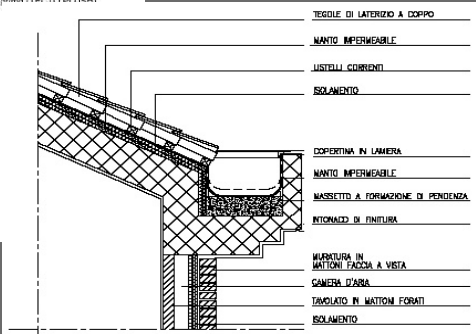 TEGOLE DI LATERIZIO A COPPO
MANTO IMPERMEABILE
LISTELLI CORRENTI
ISOLAMENTO
COPERTINA IN LAMIERA
MANTO IMPERMEABILE
MASSETTO A FORMAZIONE DI PENDENZA
INTONACO DI FINITURA
MURATURA IN
MATTONI FACCIA A VISTA
CAMERA D'ARIA
TAVOLATO IN MATTONI FORATI
ISOLAMENTO